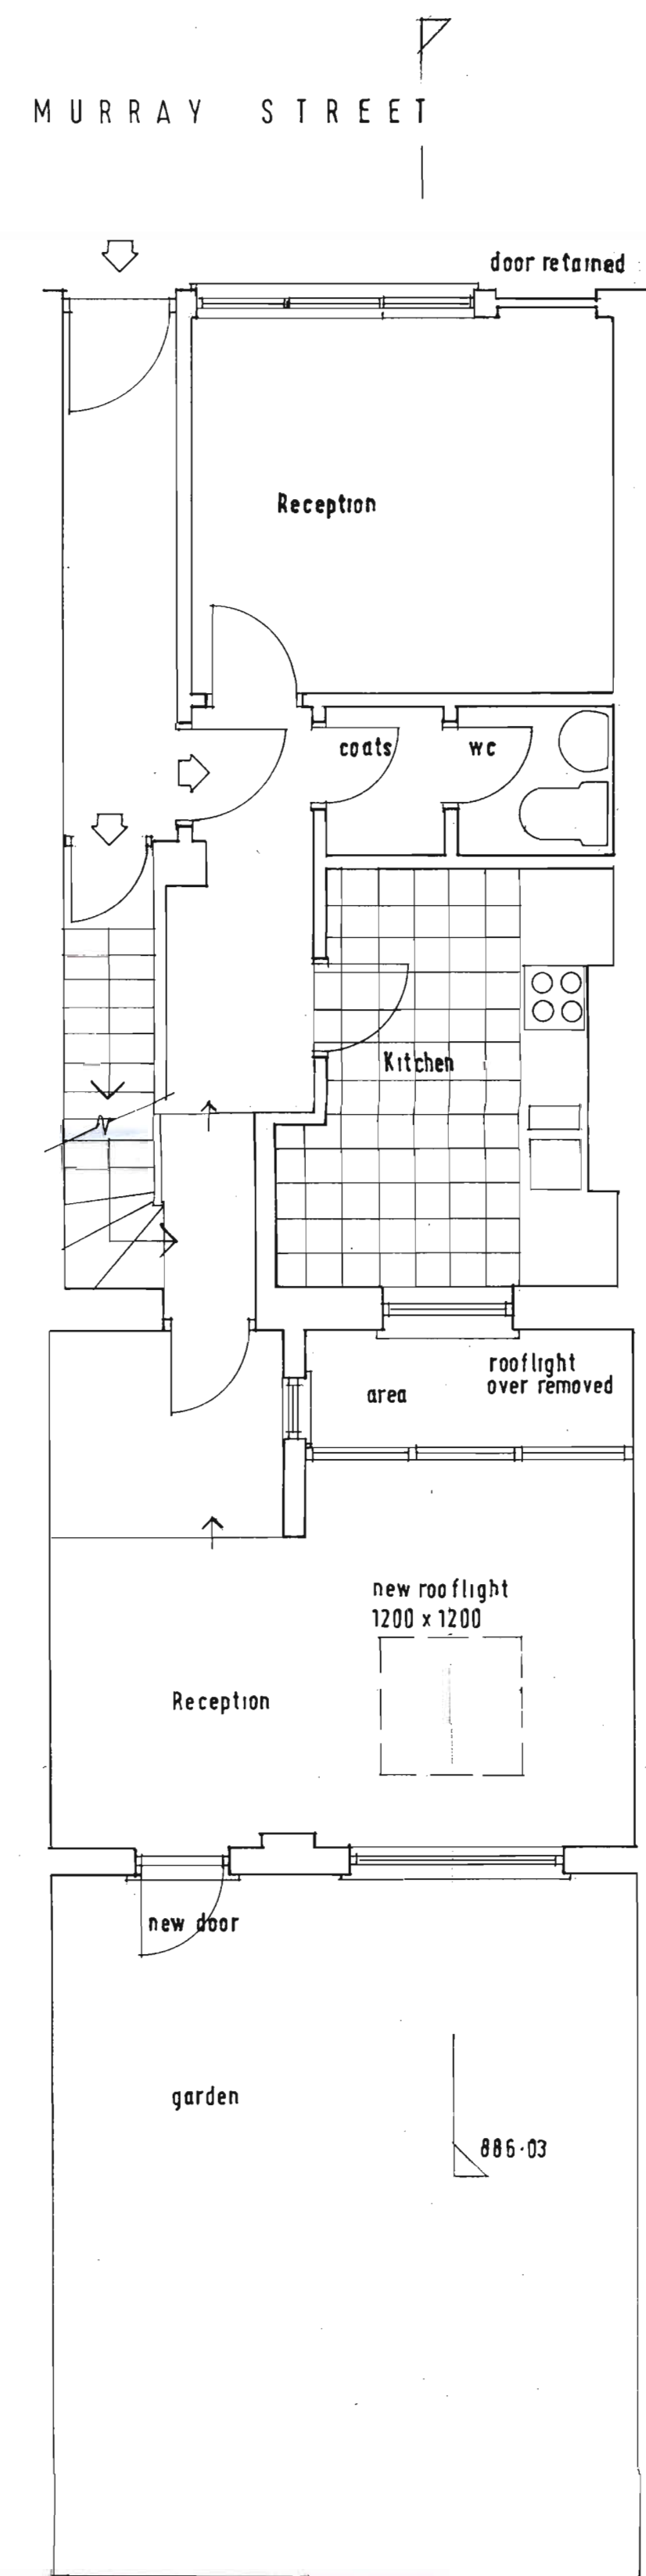 MURRAY STREET
door retained
Reception
coats
wc
Kitchen
rooflight
over removed
area
new rooflight
1200 x 1200
Reception
new door
garden
886·03